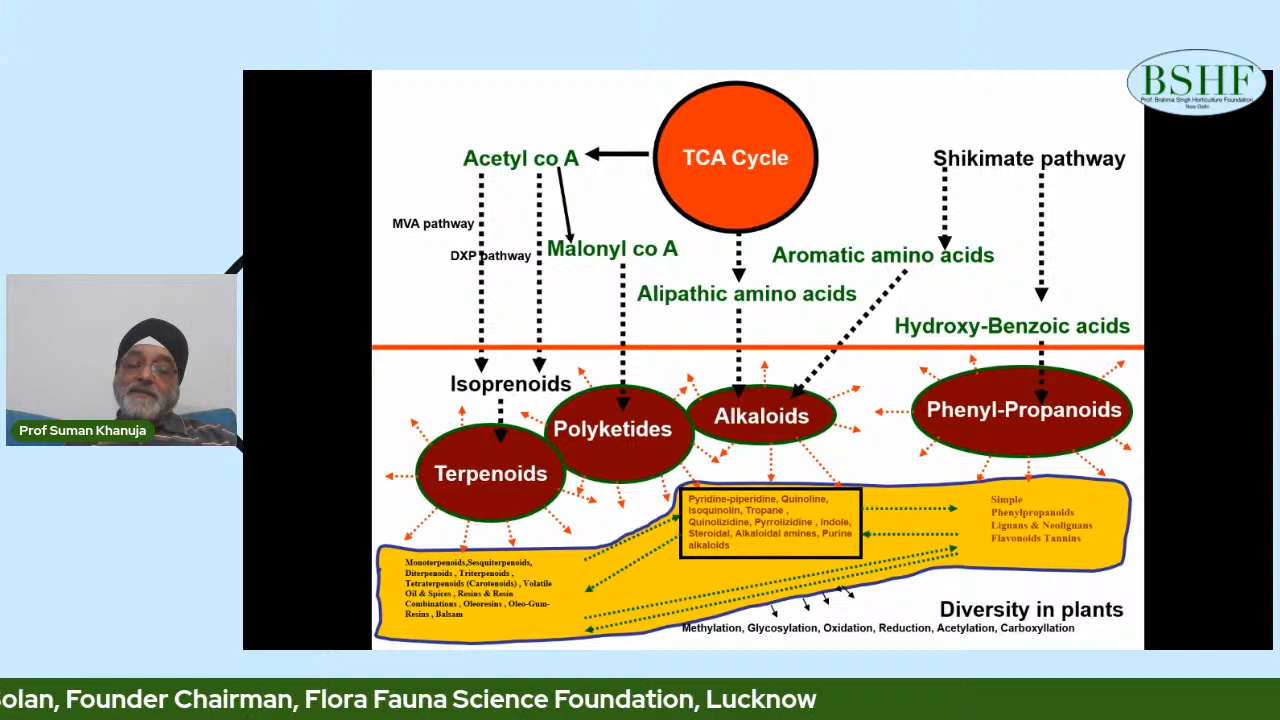 BSHF
Prof. Brahma Singh Horticulture Foundation
New Delhi
TCA Cycle
Acetyl co A
Shikimate pathway
MVA pathway
DXP pathway
Malonyl co A
Aromatic amino acids
Alipathic amino acids
Hydroxy-Benzoic acids
Isoprenoids
Polyketides
Alkaloids
Phenyl-Propanoids
Terpenoids
Prof Suman Khanuja
Pyridine-piperidine, Quinoline,
Isoquinolin, Tropane ,
Quinolizidine, Pyrrolizidine , Indole,
Steroidal, Alkaloidal amines, Purine
alkaloids
Simple
Phenylpropanoids
Lignans & Neolignans
Flavonoids Tannins
Monoterpenoids,Sesquiterpenoids,
Diterpenoids , Triterpenoids ,
Tetraterpenoids (Carotenoids) , Volatile
Oil & Spices , Resins & Resin
Combinations , Oleoresins , Oleo-Gum-
Resins , Balsam
Diversity in plants
Methylation, Glycosylation, Oxidation, Reduction, Acetylation, Carboxyllation
Solan, Founder Chairman, Flora Fauna Science Foundation, Lucknow